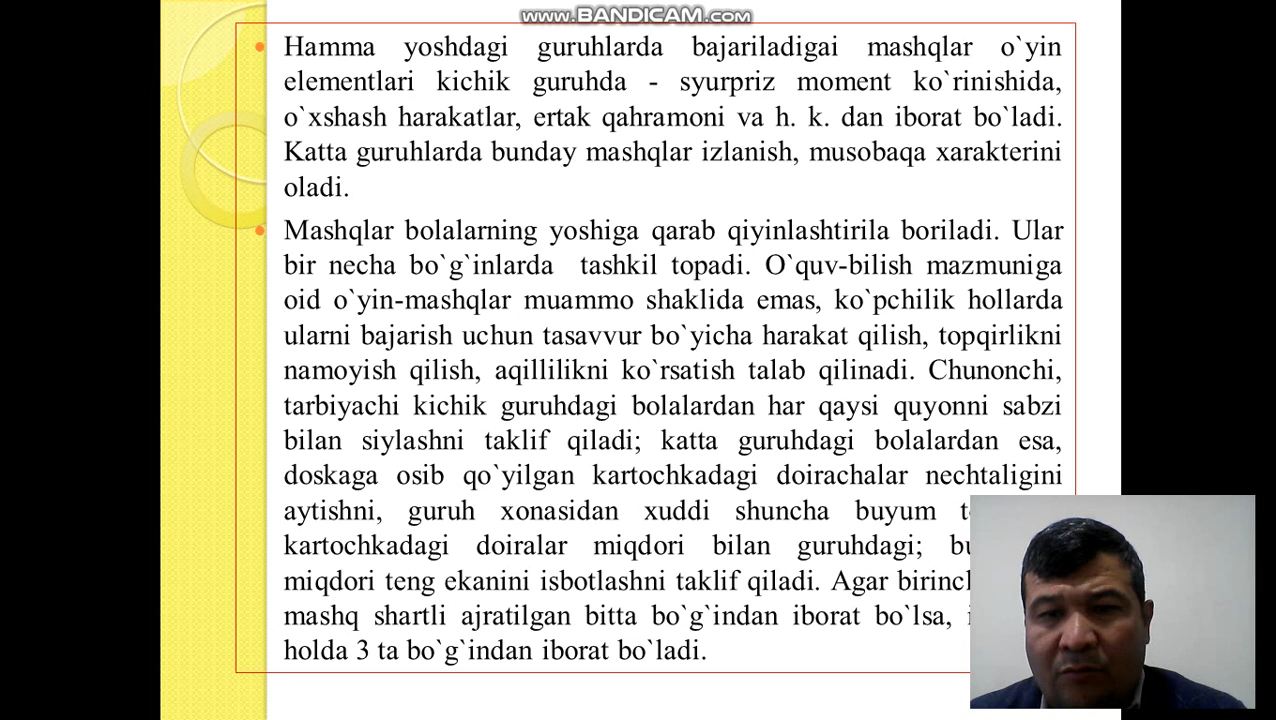 www.BANDICAM.com
Hamma yoshdagi guruhlarda bajariladigai mashqlar o`yin
elementlari kichik guruhda - syurpriz moment ko`rinishida,
o`xshash harakatlar, ertak qahramoni va h. k. dan iborat bo`ladi.
Katta guruhlarda bunday mashqlar izlanish, musobaqa xarakterini
oladi.
Mashqlar bolalarning yoshiga qarab qiyinlashtirila boriladi. Ular
bir necha bo`g`inlarda tashkil topadi. O`quv-bilish mazmuniga
oid o`yin-mashqlar muammo shaklida emas, ko`pchilik hollarda
ularni bajarish uchun tasavvur bo`yicha harakat qilish, topqirlikni
namoyish qilish, aqillilikni ko`rsatish talab qilinadi. Chunonchi,
tarbiyachi kichik guruhdagi bolalardan har qaysi quyonni sabzi
bilan siylashni taklif qiladi; katta guruhdagi bolalardan esa,
doskaga osib qo`yilgan kartochkadagi doirachalar nechtaligini
aytishni, guruh xonasidan xuddi shuncha buyum
kartochkadagi doiralar miqdori bilan guruhdagi;
miqdori teng ekanini isbotlashni taklif qiladi. Agar
mashq shartli ajratilgan bitta bo`g`indan iborat bo`lsa,
holda 3 ta bo`g`indan iborat bo`ladi.